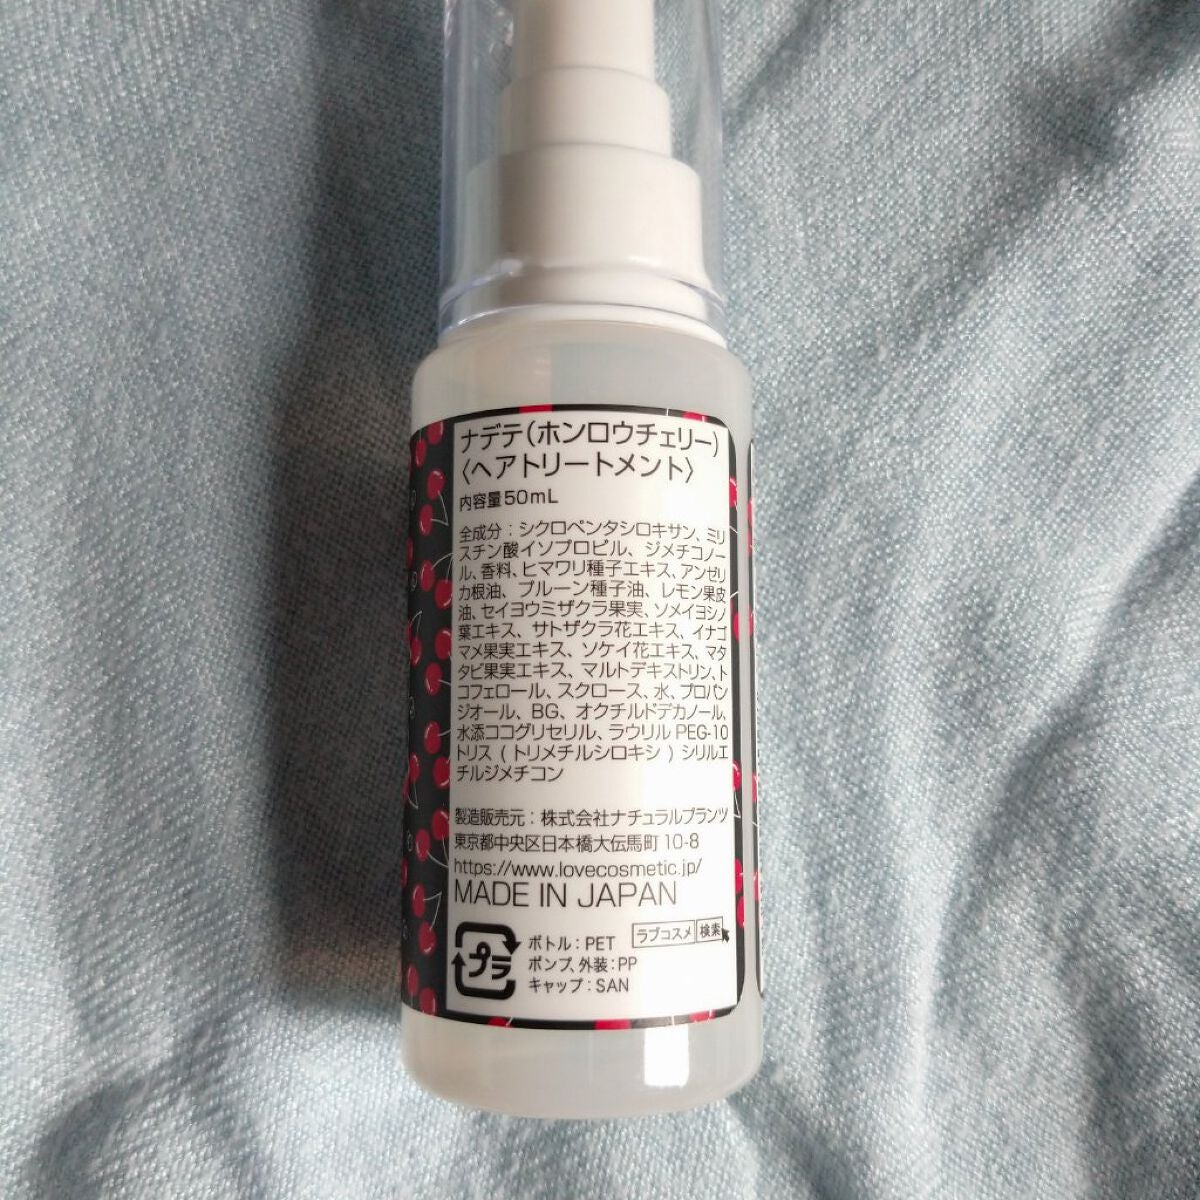 ナデテ(ホンロウチェリー)
〈ヘアトリートメント〉
内容量50mL
全成分:シクロペンタシロキサン、ミリ
スチン酸イソプロピル、ジメチコノー
ル、香料、ヒマワリ種子エキス、アンゼリ
カ根油、プルーン種子油、レモン果皮
油、セイヨウミザクラ果実、ソメイヨシノ
葉エキス、サトザクラ花エキス、イナゴ
マメ果実エキス、ソケイ花エキス、マタ
タビ果実エキス、マルトデキストリン、ト
コフェロール、スクロース、水、プロパン
ジオール、BG、オクチルドデカノール、
水添ココグリセリル、ラウリルPEG-10
トリス(トリメチルシロキシ)シリルエ
チルジメチコン
製造販売元:株式会社ナチュラルプランツ
東京都中央区日本橋大伝馬町10-8
https://www.lovecosmetic.jp/
MADE IN JAPAN
プラ
ボトル:PET
ラブコスメ 検索
ポンプ、外装:PP
キャップ:SAN